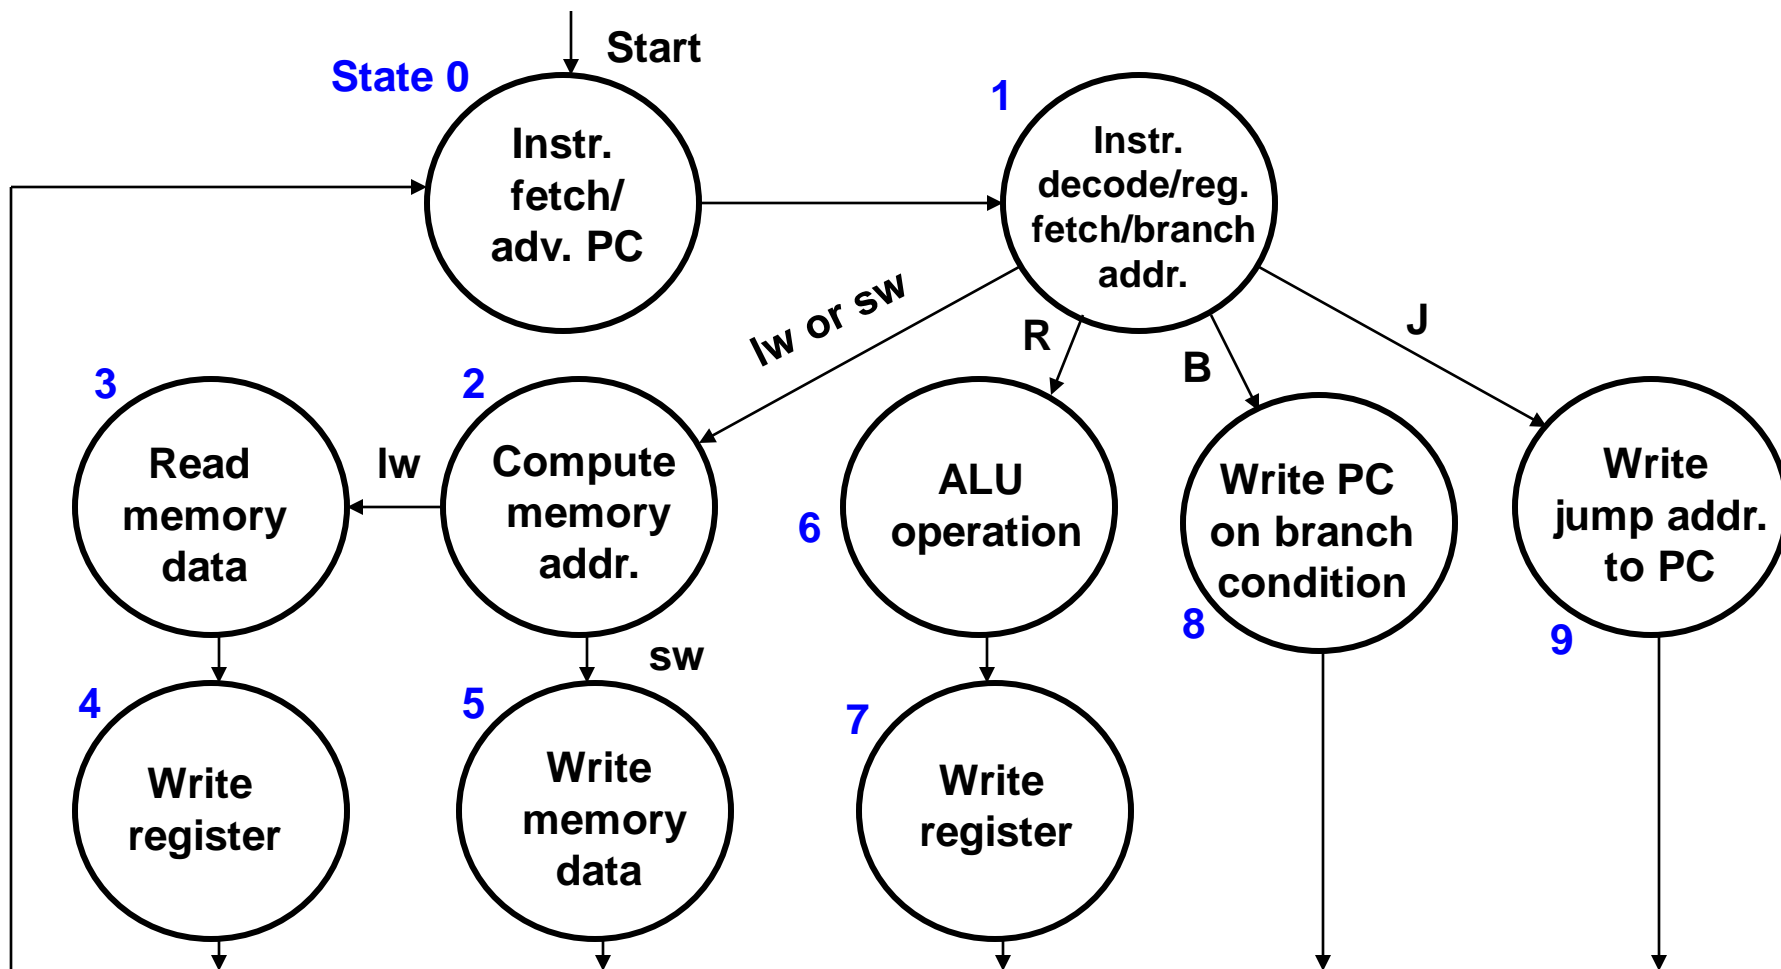 Start
State 0
Instr.
fetch/
adv. PC
1
Instr.
decode/reg.
fetch/branch
addr.
lw or sw
R
B
J
3
Read
memory
data
lw
2
Compute
memory
addr.
sw
6
ALU
operation
8
Write PC
on branch
condition
9
Write
jump addr.
to PC
4
Write
register
5
Write
memory
data
7
Write
register